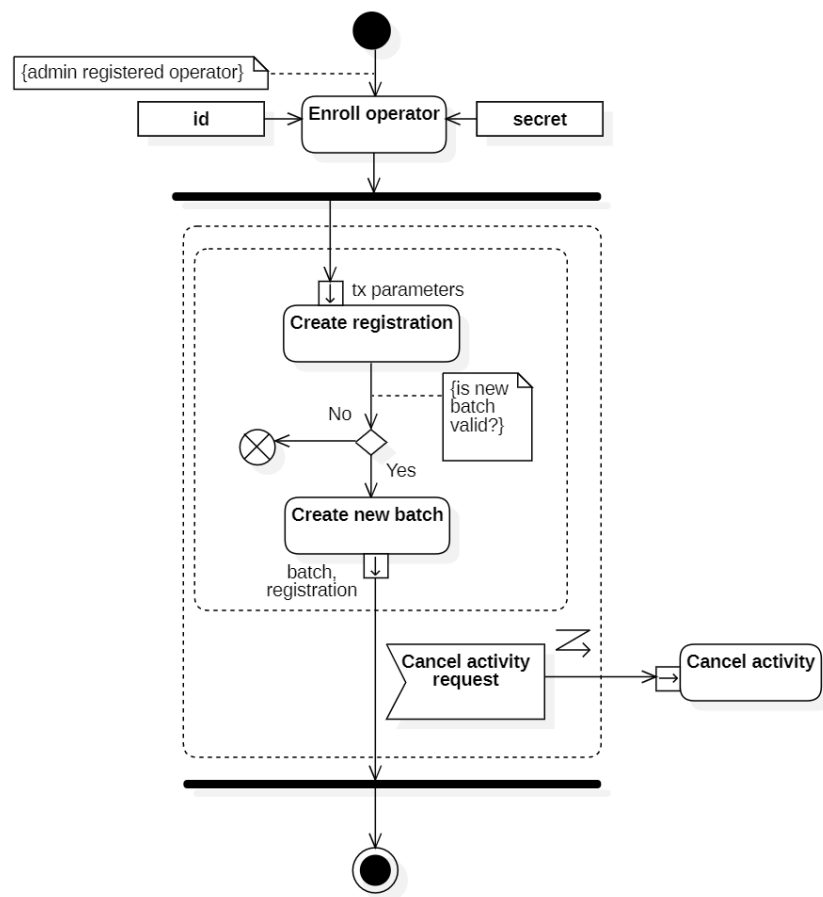 {admin registered operator}
id
Enroll operator
secret
tx parameters
Create registration
{is new
batch
valid?}
No
Yes
Create new batch
batch,
registration
Cancel activity
request
Cancel activity